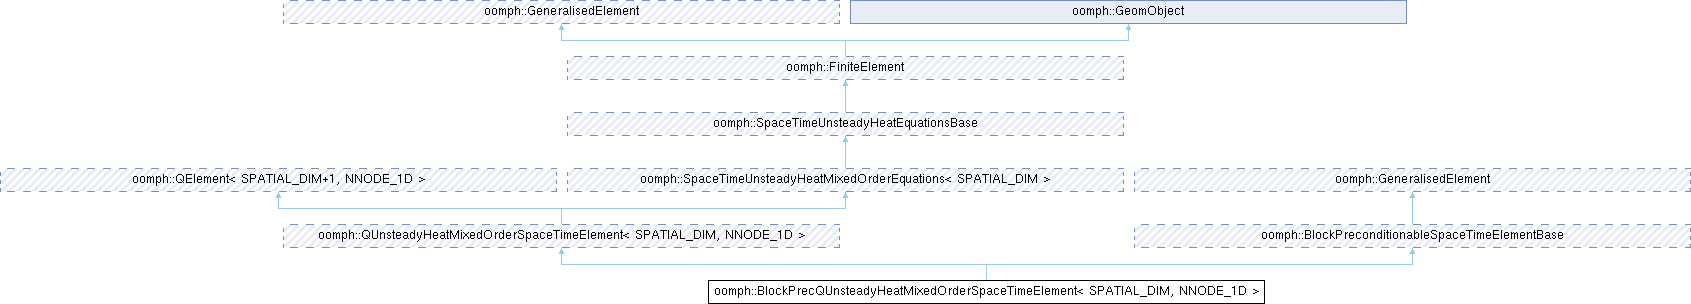 oomph::GeneralisedElement
oomph::GeomObject
oomph::FiniteElement
oomph::SpaceTimeUnsteadyHeatEquationsBase
oomph::QElement< SPATIAL_DIM+1, NNODE_1D >
oomph::SpaceTimeUnsteadyHeatMixedOrderEquations< SPATIAL_DIM >
oomph::GeneralisedElement
oomph::QUnsteadyHeatMixedOrderSpaceTimeElement< SPATIAL_DIM, NNODE_1D >
oomph::BlockPreconditionableSpaceTimeElementBase
oomph::BlockPrecQUnsteadyHeatMixedOrderSpaceTimeElement< SPATIAL_DIM, NNODE_1D >